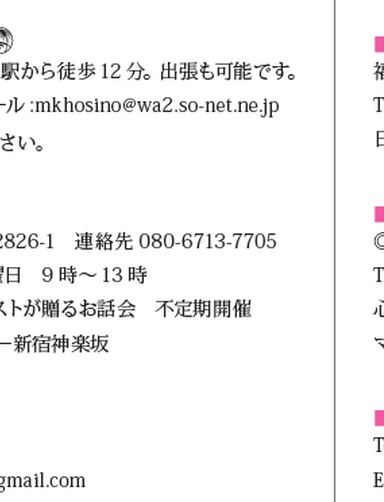 駅から徒歩 12 分。出張も可能です。
ール :mkhosino@wa2.so-net.ne.jp
さい。
2826-1　連絡先 080-6713-7705
曜日　9 時〜 13 時
ストが贈るお話会　不定期開催
ー新宿神楽坂
gmail.com
T
日
◎
T
心
マ
T
E